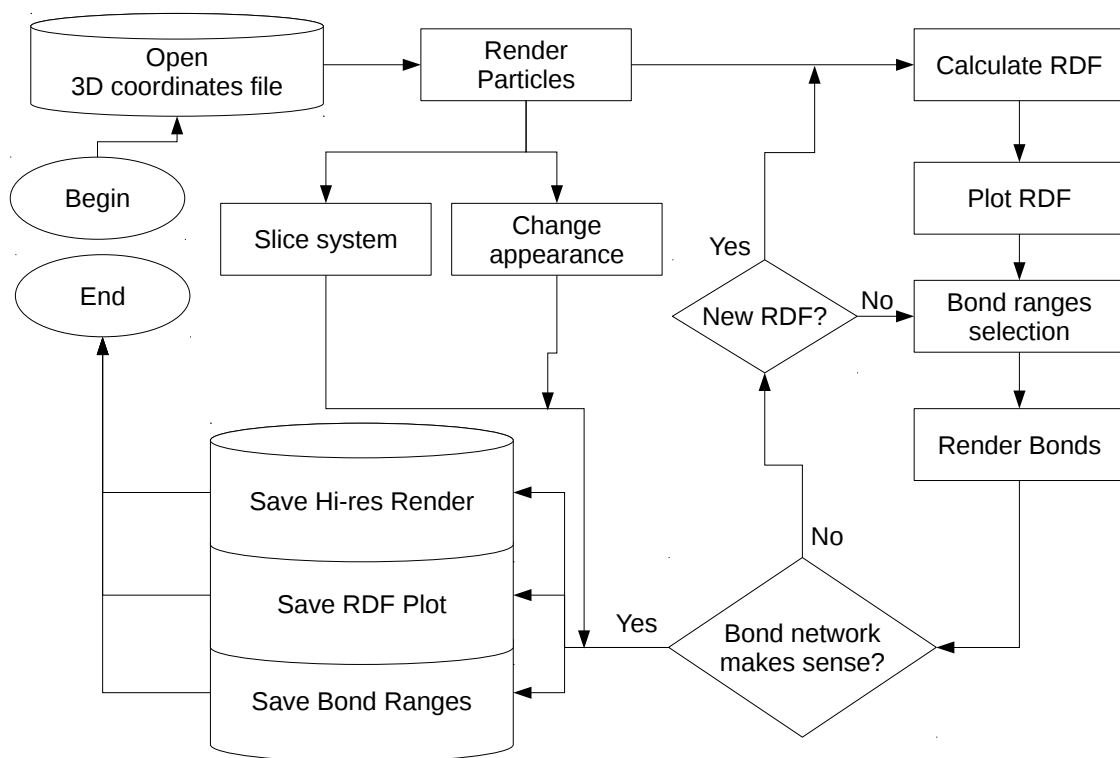 Open
3D coordinates file
Render
Particles
Calculate RDF
Begin
Slice system
Change
appearance
Plot RDF
End
Yes
New RDF?
No
Bond ranges
selection
Render Bonds
Save Hi-res Render
No
Save RDF Plot
Yes
Bond network
makes sense?
Save Bond Ranges